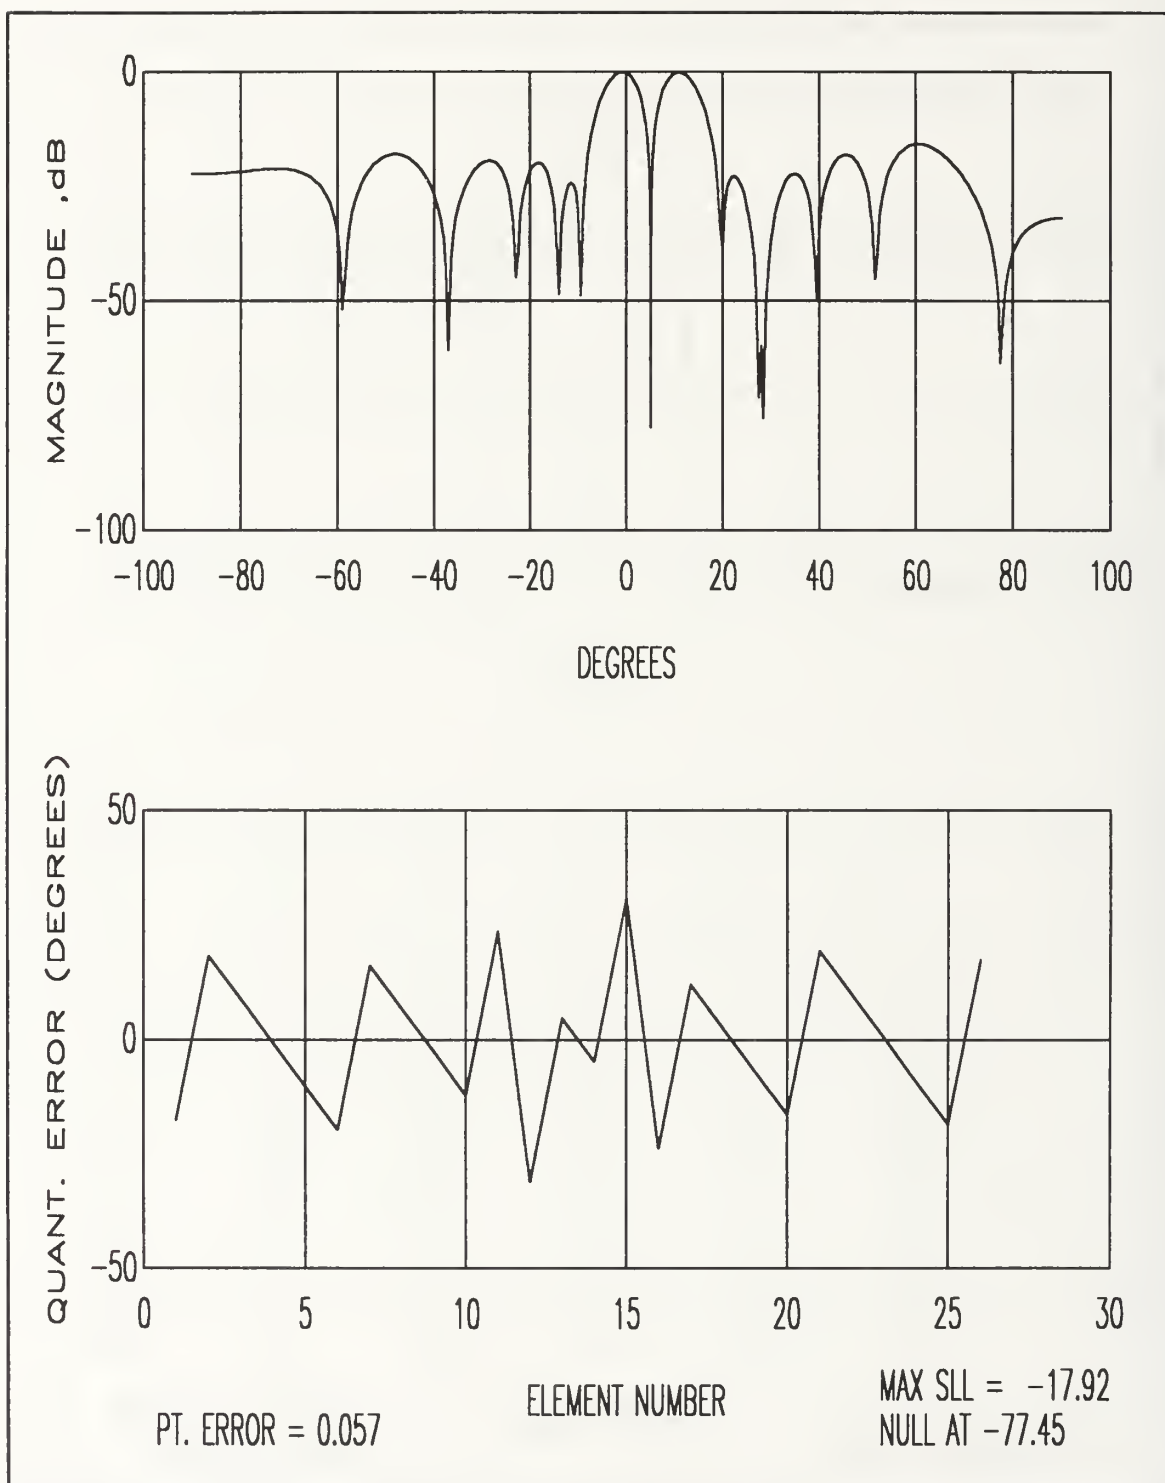 MAGNITUDE ,dB
0
-50
-100
-100 -80 -60 -40 -20 0 20 40 60 80 100
DEGREES
QUANT. ERROR (DEGREES)
50
0
-50
0 5 10 15 20 25 30
ELEMENT NUMBER
PT. ERROR = 0.057
MAX SLL = -17.92
NULL AT -77.45